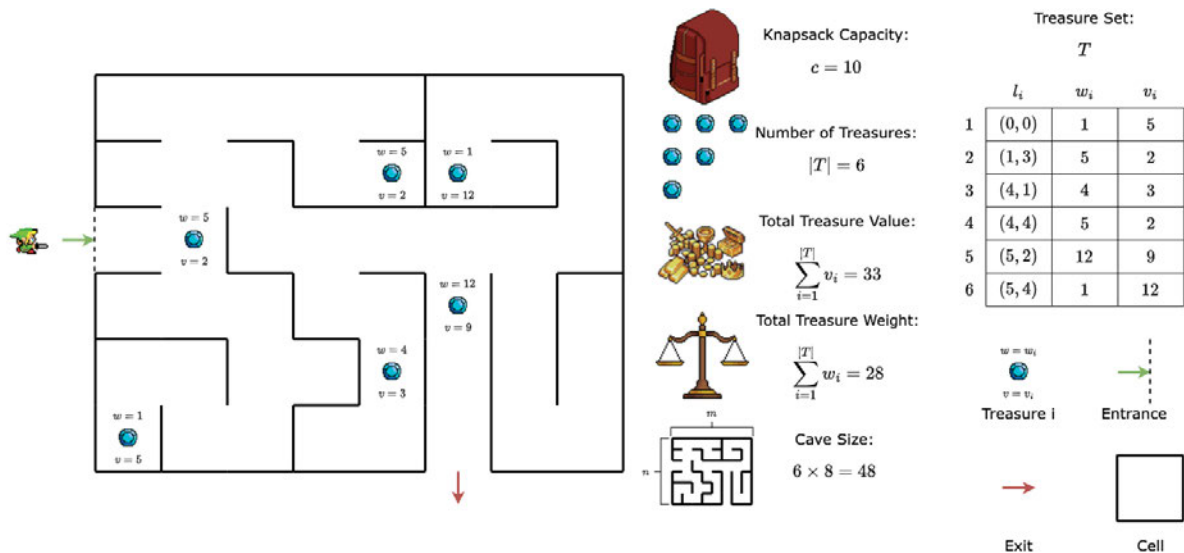 w = 5
v = 2
w = 1
v = 12
w = 5
v = 2
w = 12
v = 9
w = 4
v = 3
w = 1
v = 5
Knapsack Capacity:
c = 10
Number of Treasures:
|T| = 6
Total Treasure Value:
|T|
∑ v_i = 33
i=1
Total Treasure Weight:
|T|
∑ w_i = 28
i=1
m
n
Cave Size:
6 × 8 = 48
Treasure Set:
T
l_i w_i v_i
1 (0, 0) 1 5
2 (1, 3) 5 2
3 (4, 1) 4 3
4 (4, 4) 5 2
5 (5, 2) 12 9
6 (5, 4) 1 12
w = w_i
v = v_i
Treasure i Entrance
Exit Cell